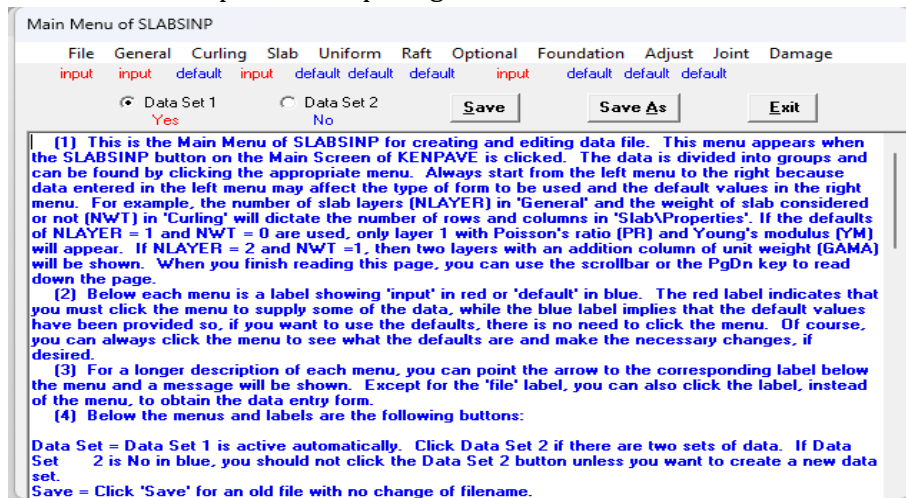 Main Menu of SLABSINP
File General Curling Slab Uniform Raft Optional Foundation Adjust Joint Damage
input input default input default default default input default default default
Data Set 1 Data Set 2 Save Save As Exit
Yes No
(1) This is the Main Menu of SLABSINP for creating and editing data file. This menu appears when
the SLABSINP button on the Main Screen of KENPAVE is clicked. The data is divided into groups and
can be found by clicking the appropriate menu. Always start from the left menu to the right because
data entered in the left menu may affect the type of form to be used and the default values in the right
menu. For example, the number of slab layers (NLAYER) in 'General' and the weight of slab considered
or not (NWT) in 'Curling' will dictate the number of rows and columns in 'Slab\Properties'. If the defaults
of NLAYER = 1 and NWT = 0 are used, only layer 1 with Poisson's ratio (PR) and Young's modulus (YM)
will appear. If NLAYER = 2 and NWT =1, then two layers with an addition column of unit weight (GAMA)
will be shown. When you finish reading this page, you can use the scrollbar or the PgDn key to read
down the page.
(2) Below each menu is a label showing 'input' in red or 'default' in blue. The red label indicates that
you must click the menu to supply some of the data, while the blue label implies that the default values
have been provided so, if you want to use the defaults, there is no need to click the menu. Of course,
you can always click the menu to see what the defaults are and make the necessary changes, if
desired.
(3) For a longer description of each menu, you can point the arrow to the corresponding label below
the menu and a message will be shown. Except for the 'file' label, you can also click the label, instead
of the menu, to obtain the data entry form.
(4) Below the menus and labels are the following buttons:
Data Set = Data Set 1 is active automatically. Click Data Set 2 if there are two sets of data. If Data
Set 2 is No in blue, you should not click the Data Set 2 button unless you want to create a new data
set.
Save = Click 'Save' for an old file with no change of filename.